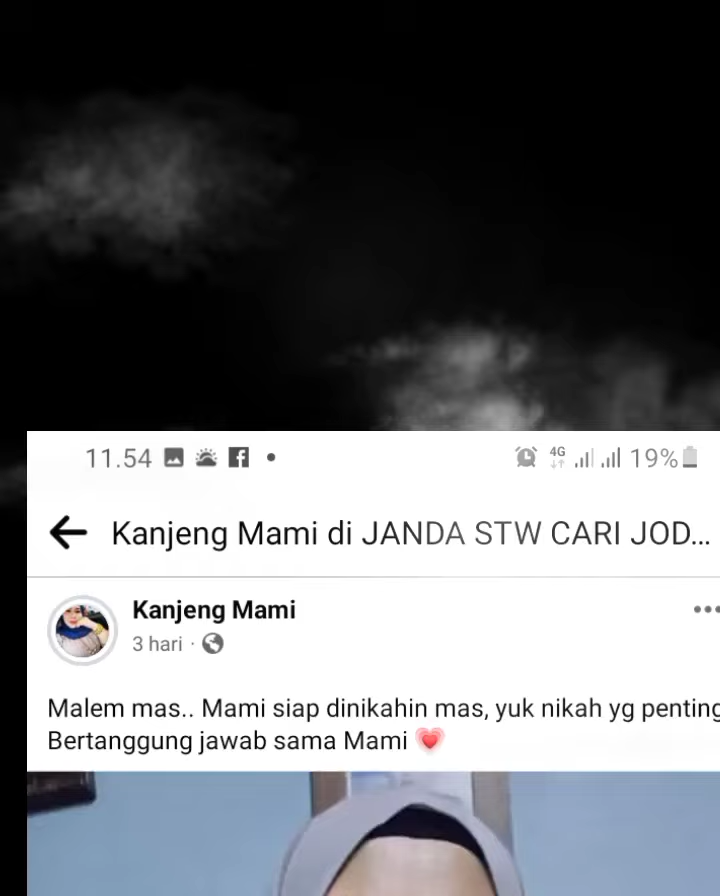 11.54 4G 19%
Kanjeng Mami di JANDA STW CARI JOD...
Kanjeng Mami
3 hari ·
Malem mas.. Mami siap dinikahin mas, yuk nikah yg penting
Bertanggung jawab sama Mami